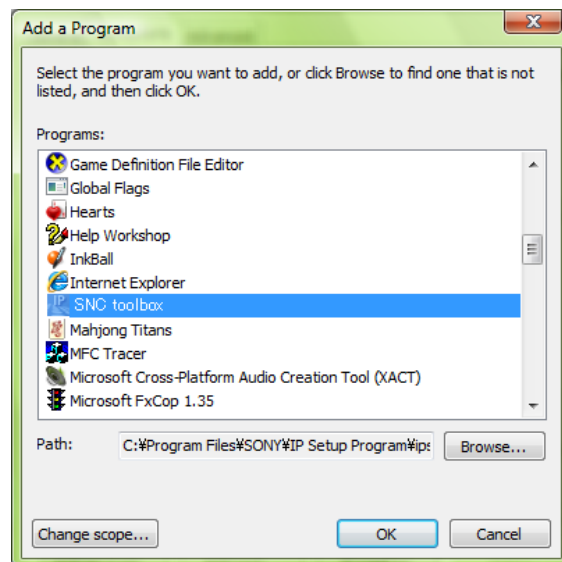 Add a Program
Select the program you want to add, or click Browse to find one that is not
listed, and then click OK.
Programs:
Game Definition File Editor
Global Flags
Hearts
Help Workshop
InkBall
Internet Explorer
SNC toolbox
Mahjong Titans
MFC Tracer
Microsoft Cross-Platform Audio Creation Tool (XACT)
Microsoft FxCop 1.35
Path: C:¥Program Files¥SONY¥IP Setup Program¥ips Browse...
Change scope... OK Cancel